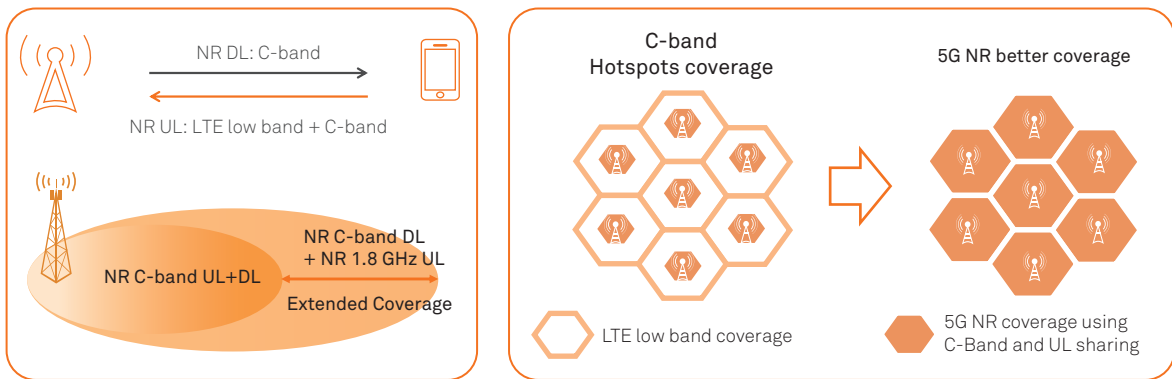 NR DL: C-band
NR UL: LTE low band + C-band
NR C-band DL
+ NR 1.8 GHz UL
NR C-band UL+DL
Extended Coverage
C-band
Hotspots coverage
5G NR better coverage
LTE low band coverage
5G NR coverage using
C-Band and UL sharing